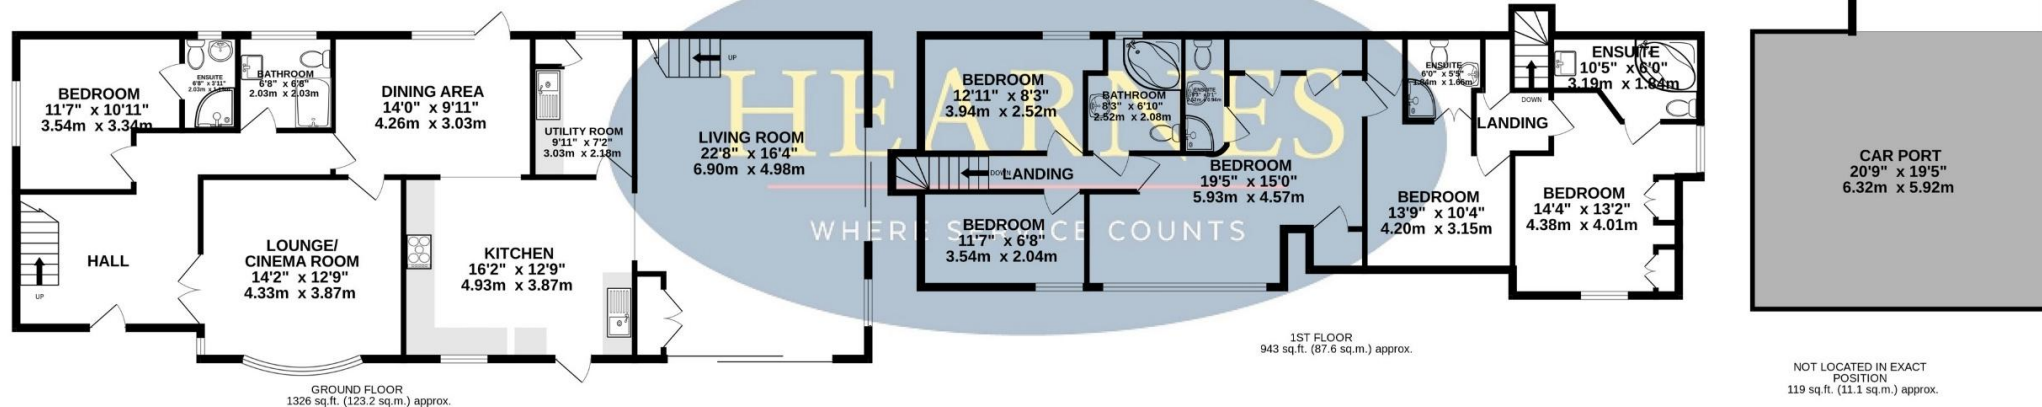 BEDROOM
11'7" x 10'11"
3.54m x 3.34m
ENSUITE
6'8" x 3'11"
BATHROOM
6'8" x 6'8"
2.03m x 2.03m
DINING AREA
14'0" x 9'11"
4.26m x 3.03m
UTILITY ROOM
9'11" x 7'2"
3.03m x 2.18m
UP
LIVING ROOM
22'8" x 16'4"
6.90m x 4.98m
HALL
UP
LOUNGE/
CINEMA ROOM
14'2" x 12'9"
4.33m x 3.87m
KITCHEN
16'2" x 12'9"
4.93m x 3.87m
GROUND FLOOR
1326 sq.ft. (123.2 sq.m.) approx.
HEARNES
WHERE SERVICE COUNTS
BEDROOM
12'11" x 8'3"
3.94m x 2.52m
BATHROOM
8'3" x 6'10"
2.52m x 2.08m
ENSUITE
DOWN
LANDING
BEDROOM
11'7" x 6'8"
3.54m x 2.04m
BEDROOM
19'5" x 15'0"
5.93m x 4.57m
ENSUITE
6'0" x 5'5"
DOWN
LANDING
ENSUITE
10'5" x 6'0"
3.19m x 1.84m
BEDROOM
13'9" x 10'4"
4.20m x 3.15m
BEDROOM
14'4" x 13'2"
4.38m x 4.01m
1ST FLOOR
943 sq.ft. (87.6 sq.m.) approx.
CAR PORT
20'9" x 19'5"
6.32m x 5.92m
NOT LOCATED IN EXACT
POSITION
119 sq.ft. (11.1 sq.m.) approx.